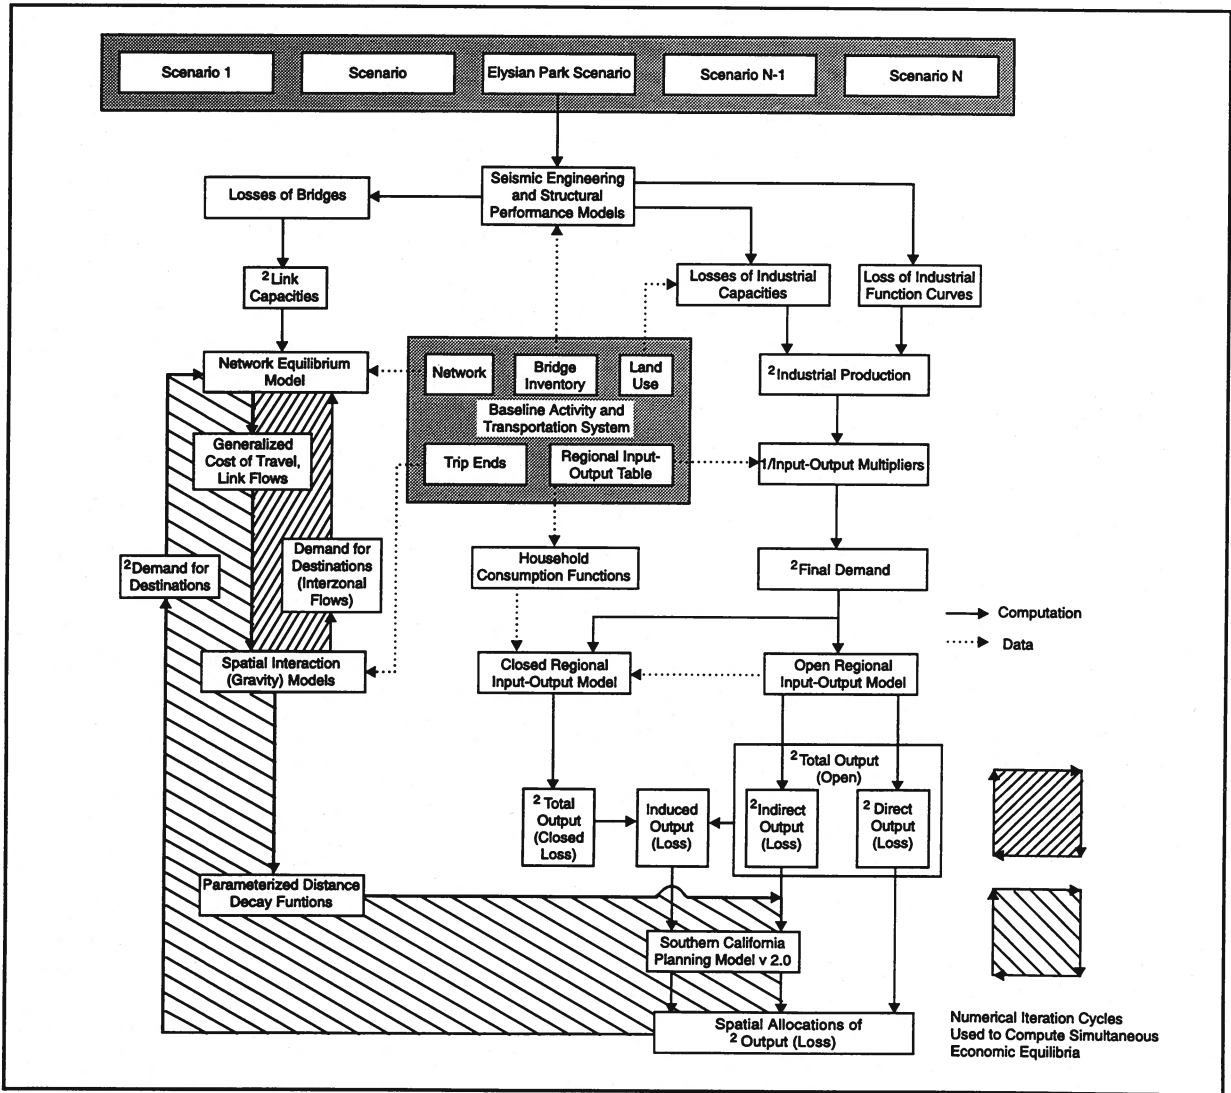 Scenario 1
Scenario
Elysian Park Scenario
Scenario N-1
Scenario N
Seismic Engineering
and Structural
Performance Models
Losses of Bridges
2Link
Capacities
Losses of Industrial
Capacities
Loss of Industrial
Function Curves
Network Equilibrium
Model
Network
Bridge
Inventory
Land
Use
Baseline Activity and
Transportation System
Trip Ends
Regional Input-
Output Table
2Industrial Production
1/Input-Output Multipliers
Generalized
Cost of Travel,
Link Flows
2Demand for
Destinations
Demand for
Destinations
(Interzonal
Flows)
Household
Consumption Functions
2Final Demand
Computation
Data
Spatial Interaction
(Gravity) Models
Closed Regional
Input-Output Model
Open Regional
Input-Output Model
2Total Output
(Open)
2 Total
Output
(Closed
Loss)
Induced
Output
(Loss)
2Indirect
Output
(Loss)
2 Direct
Output
(Loss)
Parameterized Distance
Decay Funtions
Southern California
Planning Model v 2.0
Spatial Allocations of
2 Output (Loss)
Numerical Iteration Cycles
Used to Compute Simultaneous
Economic Equilibria